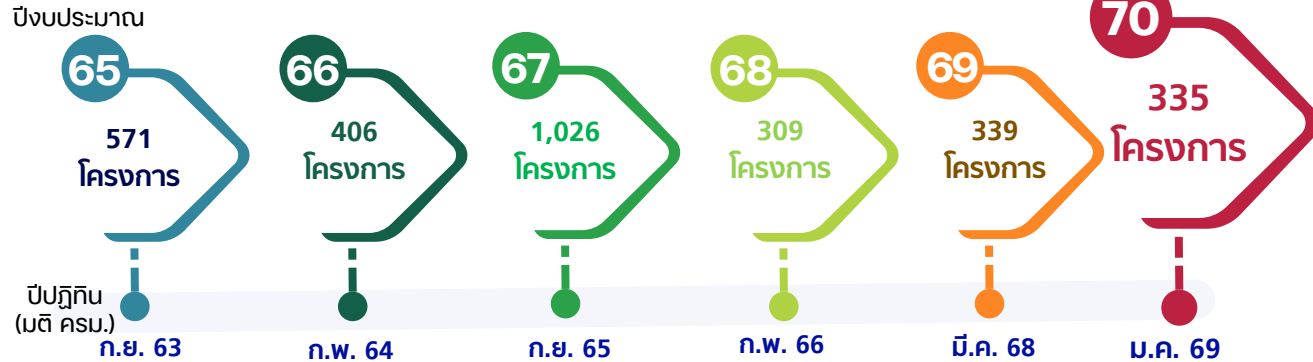 ปีงบประมาณ
65
571
โครงการ
66
406
โครงการ
67
1,026
โครงการ
68
309
โครงการ
69
339
โครงการ
70
335
โครงการ
ปีปฏิทิน
(มติ ครม.)
ก.ย. 63
ก.พ. 64
ก.ย. 65
ก.พ. 66
มี.ค. 68
ม.ค. 69